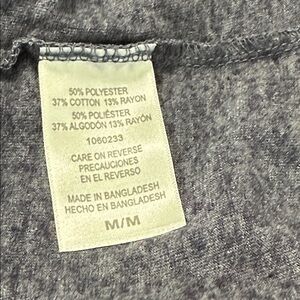 50% POLYESTER
37% COTTON 13% RAYON
50% POLIÉSTER
37% ALGODÓN 13% RAYÓN
1060233
CARE ON REVERSE
PRECAUCIONES
EN EL REVERSO
MADE IN BANGLADESH
HECHO EN BANGLADESH
M/M